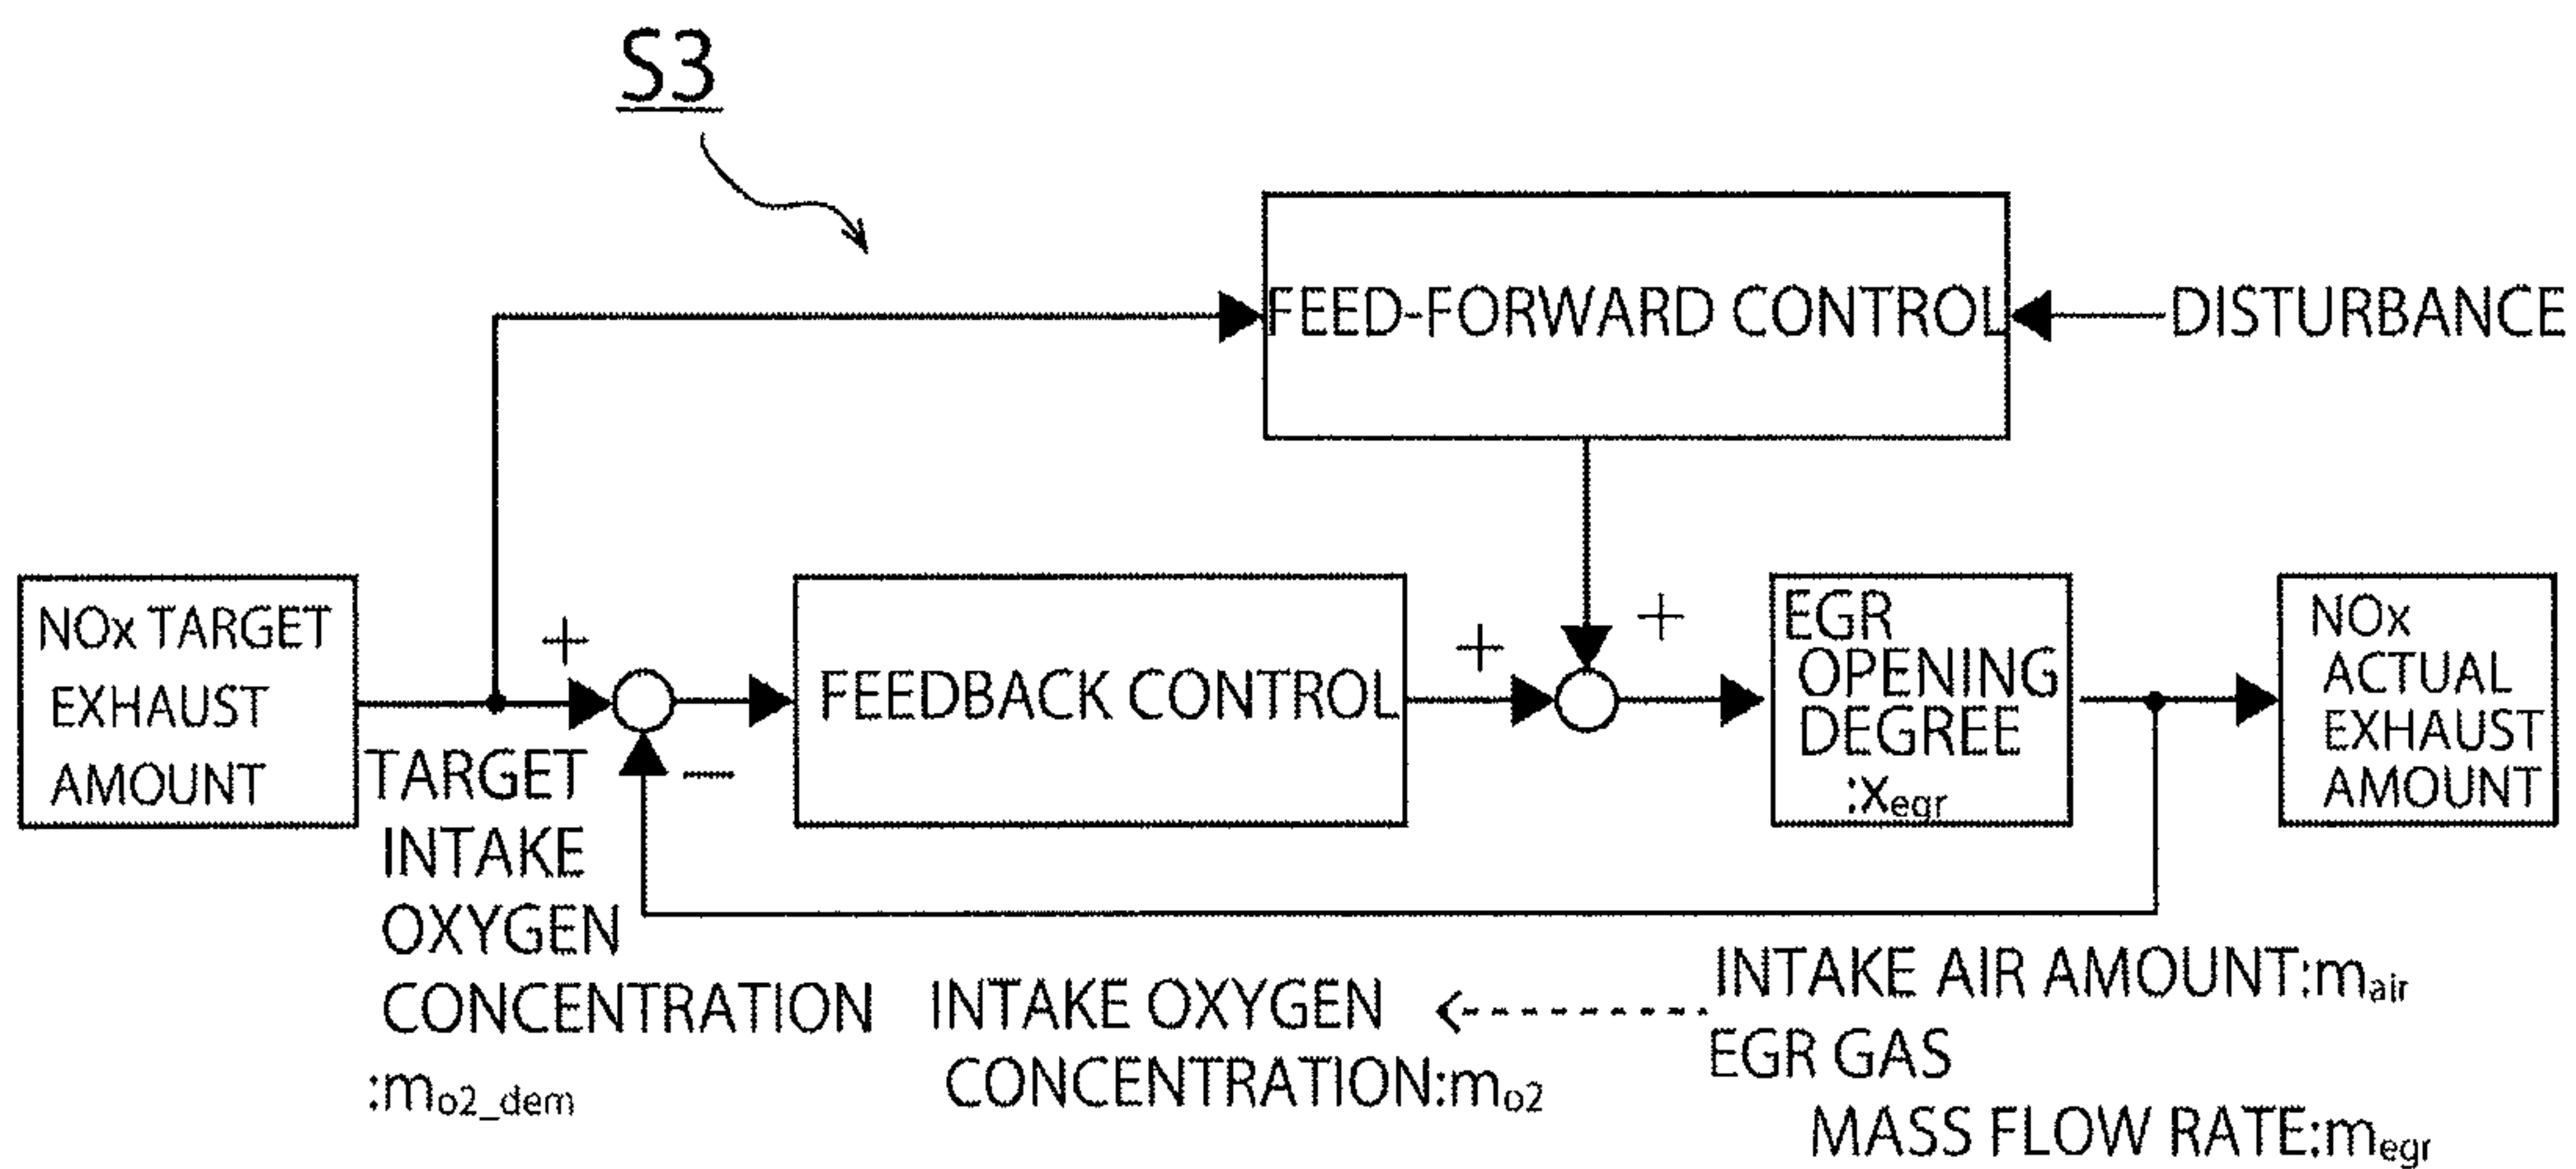 S3
FEED-FORWARD CONTROL
DISTURBANCE
NOx TARGET
EXHAUST
AMOUNT
+
−
TARGET
INTAKE
OXYGEN
CONCENTRATION
:mo2_dem
FEEDBACK CONTROL
+
+
EGR
OPENING
DEGREE
:xegr
NOx
ACTUAL
EXHAUST
AMOUNT
INTAKE OXYGEN
CONCENTRATION:mo2
INTAKE AIR AMOUNT:mair
EGR GAS
MASS FLOW RATE:megr